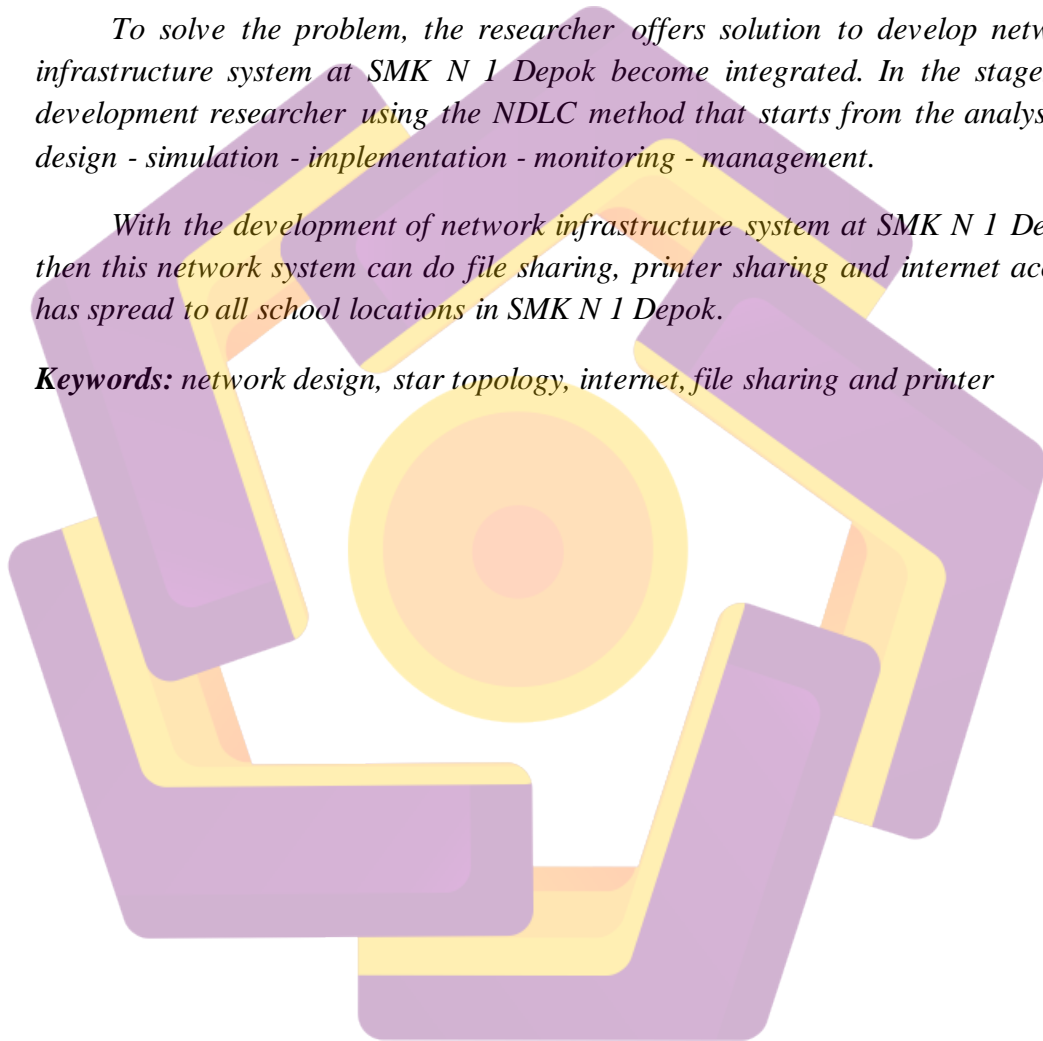 To solve the problem, the researcher offers solution to develop netw
infrastructure system at SMK N 1 Depok become integrated. In the stage
development researcher using the NDLC method that starts from the analys
design - simulation - implementation - monitoring - management.
With the development of network infrastructure system at SMK N 1 De
then this network system can do file sharing, printer sharing and internet acc
has spread to all school locations in SMK N 1 Depok.
Keywords: network design, star topology, internet, file sharing and printer